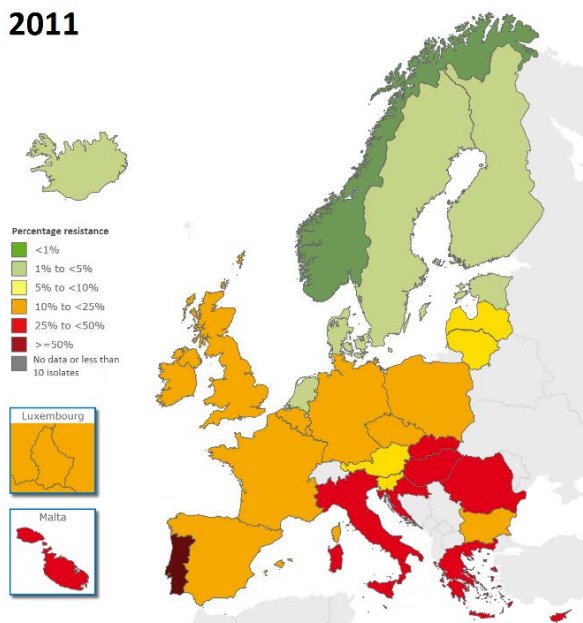 2011
Percentage resistance
<1%
1% to <5%
5% to <10%
10% to <25%
25% to <50%
>=50%
No data or less than
10 isolates
Luxembourg
Malta